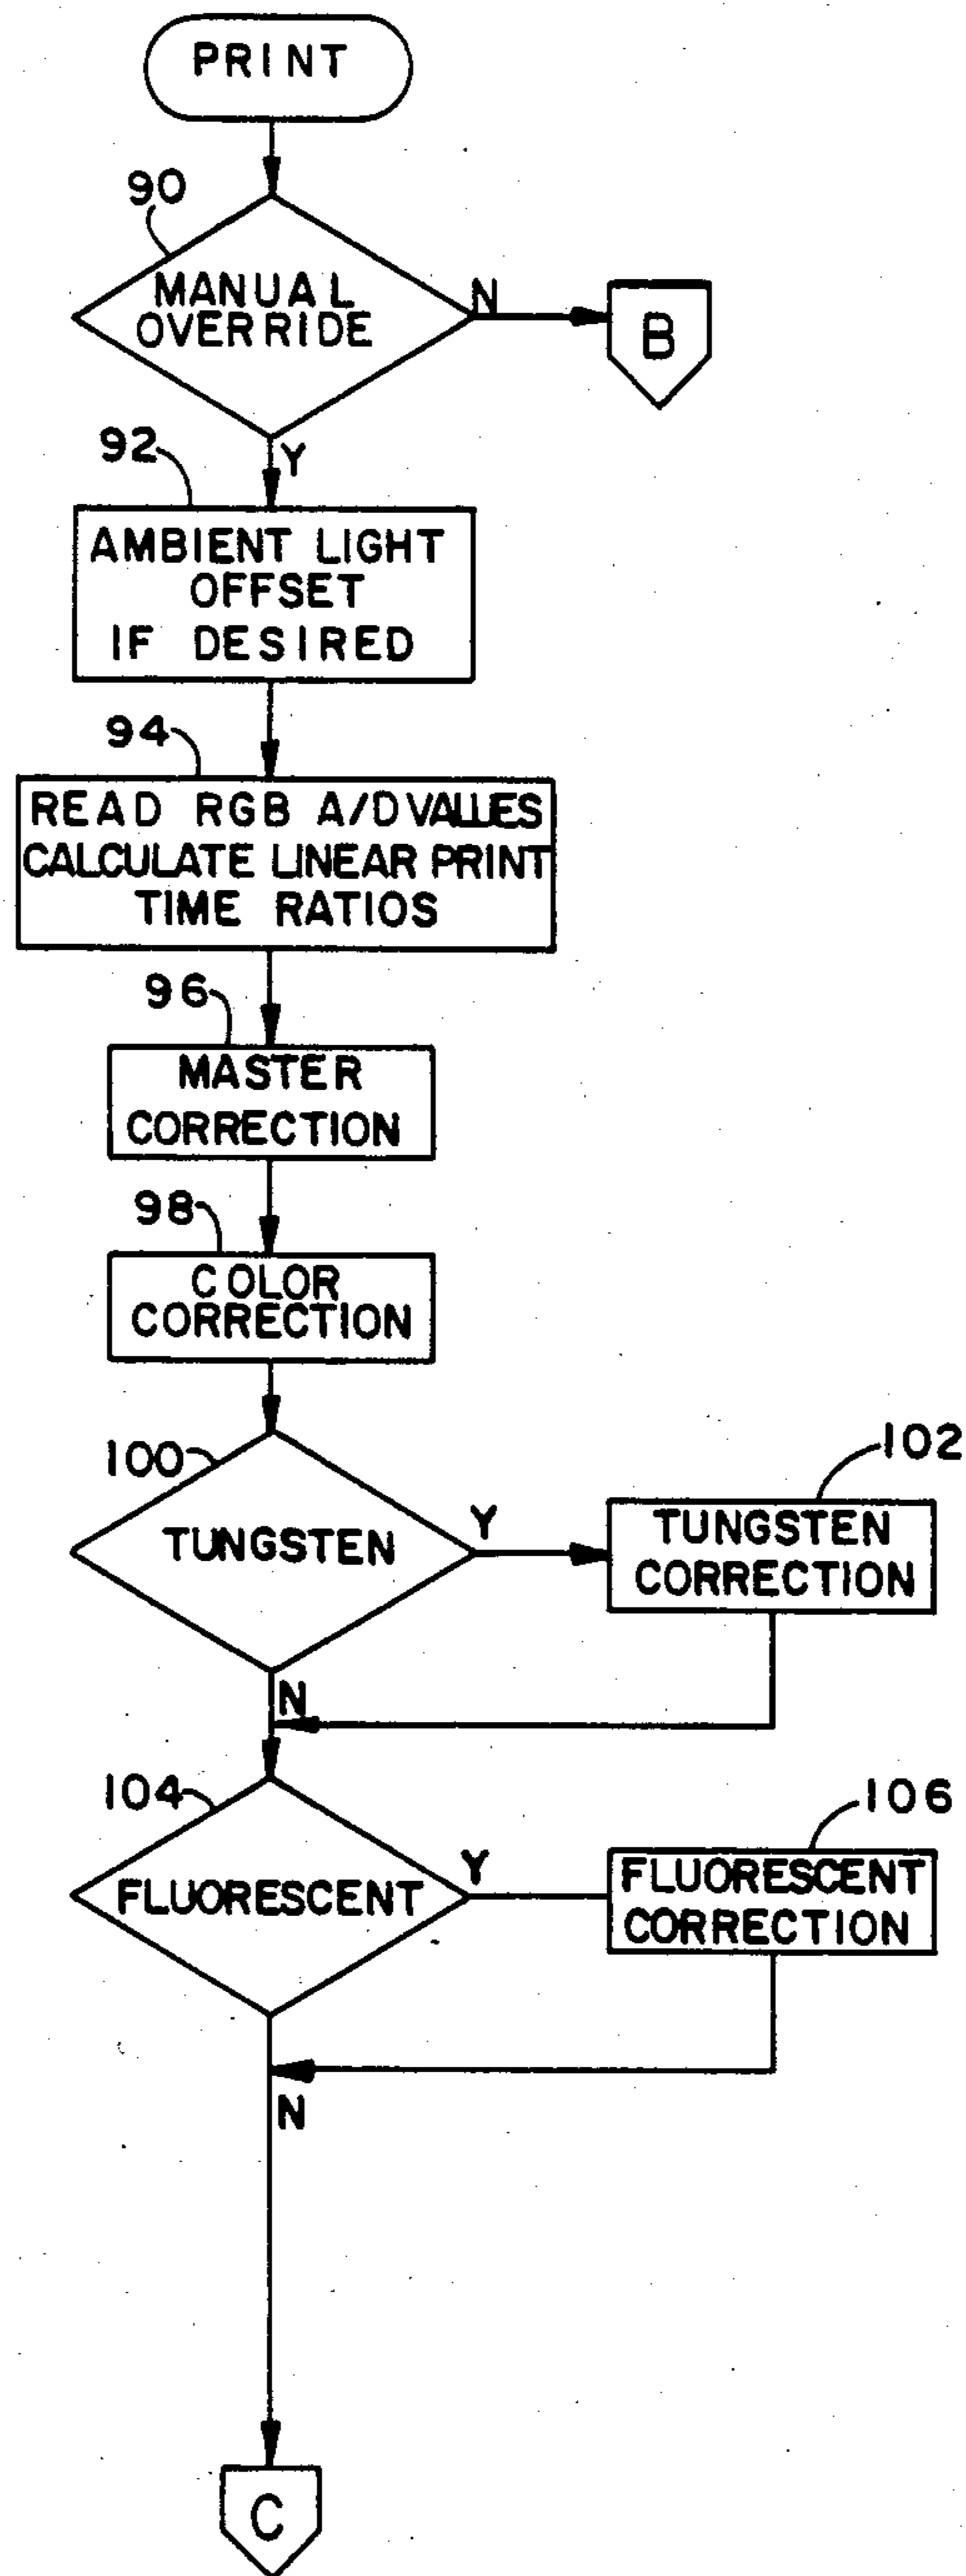 PRINT
90
MANUAL
OVERRIDE
N
B
Y
92
AMBIENT LIGHT
OFFSET
IF DESIRED
94
READ RGB A/D VALUES
CALCULATE LINEAR PRINT
TIME RATIOS
96
MASTER
CORRECTION
98
COLOR
CORRECTION
100
TUNGSTEN
Y
102
TUNGSTEN
CORRECTION
N
104
FLUORESCENT
Y
106
FLUORESCENT
CORRECTION
N
C